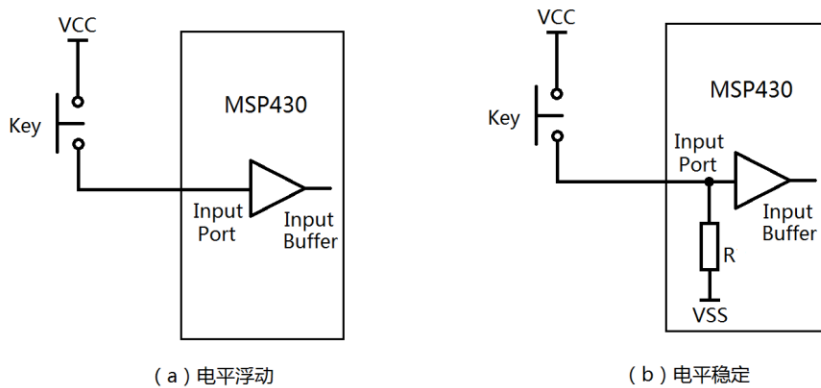 VCC
MSP430
Key
Input
Port
Input
Buffer
(a)电平浮动
VCC
MSP430
Key
Input
Port
Input
Buffer
R
VSS
(b)电平稳定